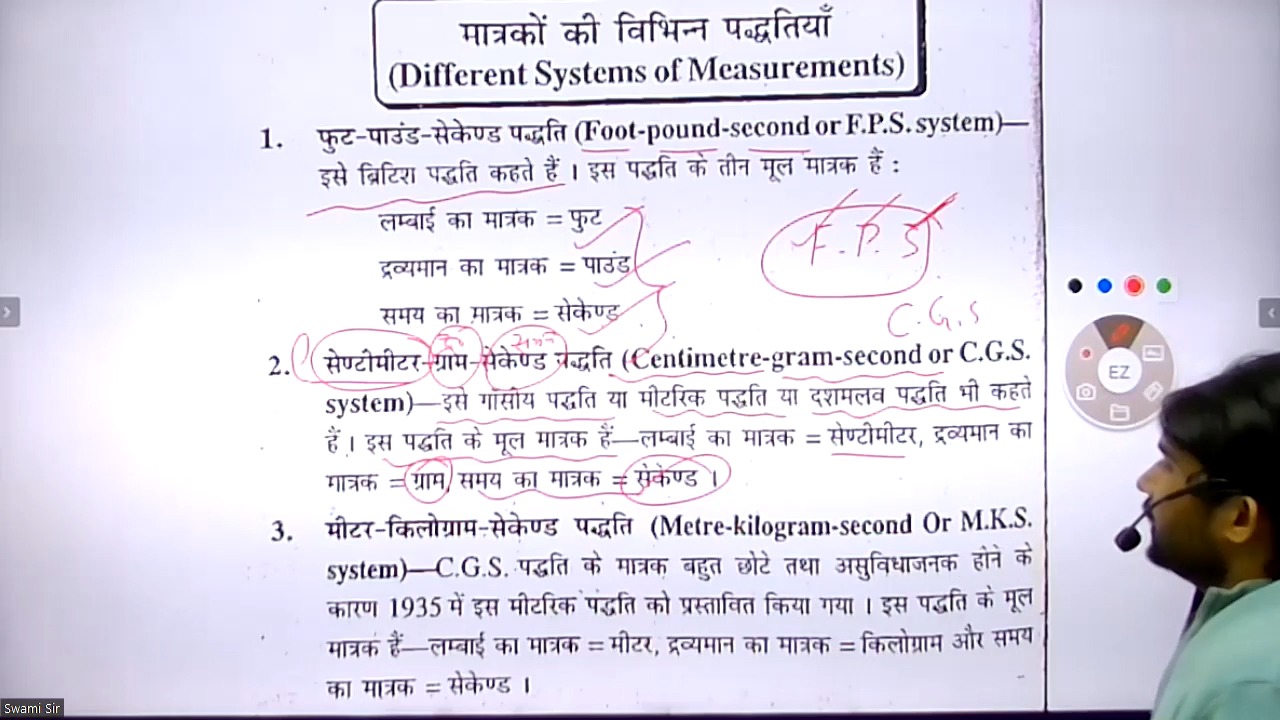 मात्रकों की विभिन्न पद्धतियाँ
(Different Systems of Measurements)
1. फुट-पाउंड-सेकेण्ड पद्धति (Foot-pound-second or F.P.S. system)—
इसे ब्रिटिश पद्धति कहते हैं । इस पद्धति के तीन मूल मात्रक हैं :
लम्बाई का मात्रक = फुट
द्रव्यमान का मात्रक = पाउंड
समय का मात्रक = सेकेण्ड
F.P.S
C.G.S
2. सेण्टीमीटर-ग्राम-सेकेण्ड पद्धति (Centimetre-gram-second or C.G.S.
system)—इसे गॉसीय पद्धति या मीटरिक पद्धति या दशमलव पद्धति भी कहते
हैं । इस पद्धति के मूल मात्रक हैं—लम्बाई का मात्रक = सेण्टीमीटर, द्रव्यमान का
मात्रक = ग्राम, समय का मात्रक = सेकेण्ड ।
3. मीटर-किलोग्राम-सेकेण्ड पद्धति (Metre-kilogram-second Or M.K.S.
system)—C.G.S. पद्धति के मात्रक बहुत छोटे तथा असुविधाजनक होने के
कारण 1935 में इस मीटरिक पद्धति को प्रस्तावित किया गया । इस पद्धति के मूल
मात्रक हैं—लम्बाई का मात्रक = मीटर, द्रव्यमान का मात्रक = किलोग्राम और समय
का मात्रक = सेकेण्ड ।
EZ
Swami Sir